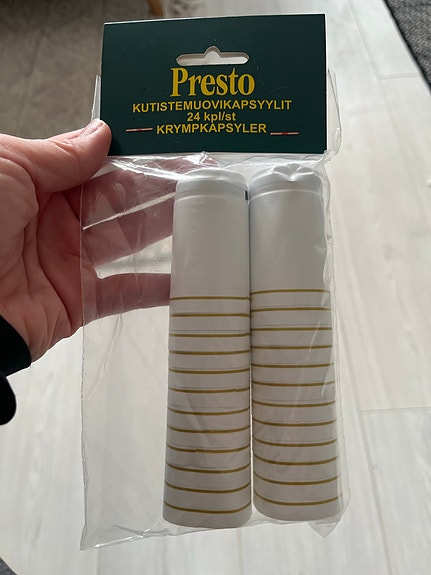 Presto
KUTISTEMUOVIKAPSYYLIT
24 kpl/st
KRYMPKAPSYLER